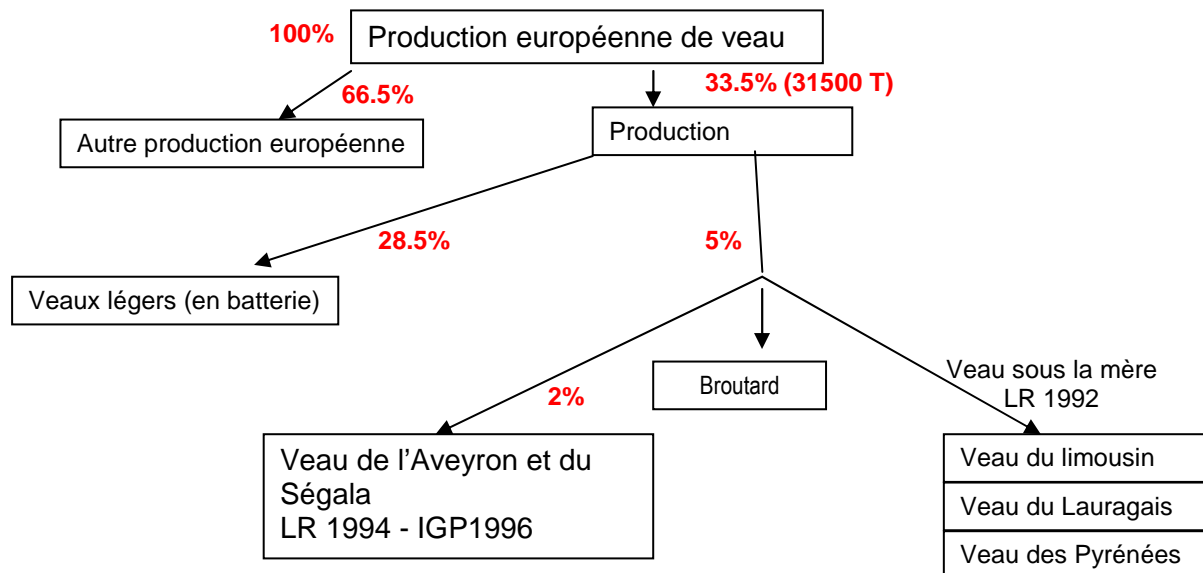 100%
Production européenne de veau
66.5%
33.5% (31500 T)
Autre production européenne
Production
28.5%
5%
Veaux légers (en batterie)
2%
Broutard
Veau sous la mère
LR 1992
Veau de l’Aveyron et du
Ségala
LR 1994 - IGP1996
Veau du limousin
Veau du Lauragais
Veau des Pyrénées